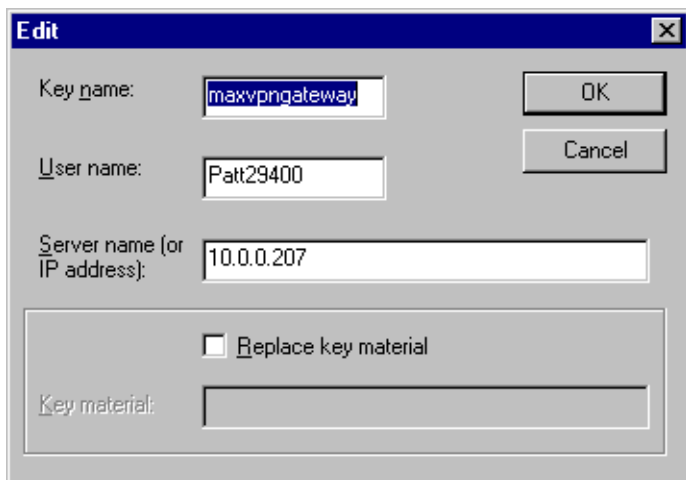 Edit
Key name:
maxvpngateway
OK
User name:
Patt29400
Cancel
Server name (or
IP address):
10.0.0.207
Replace key material
Key material: